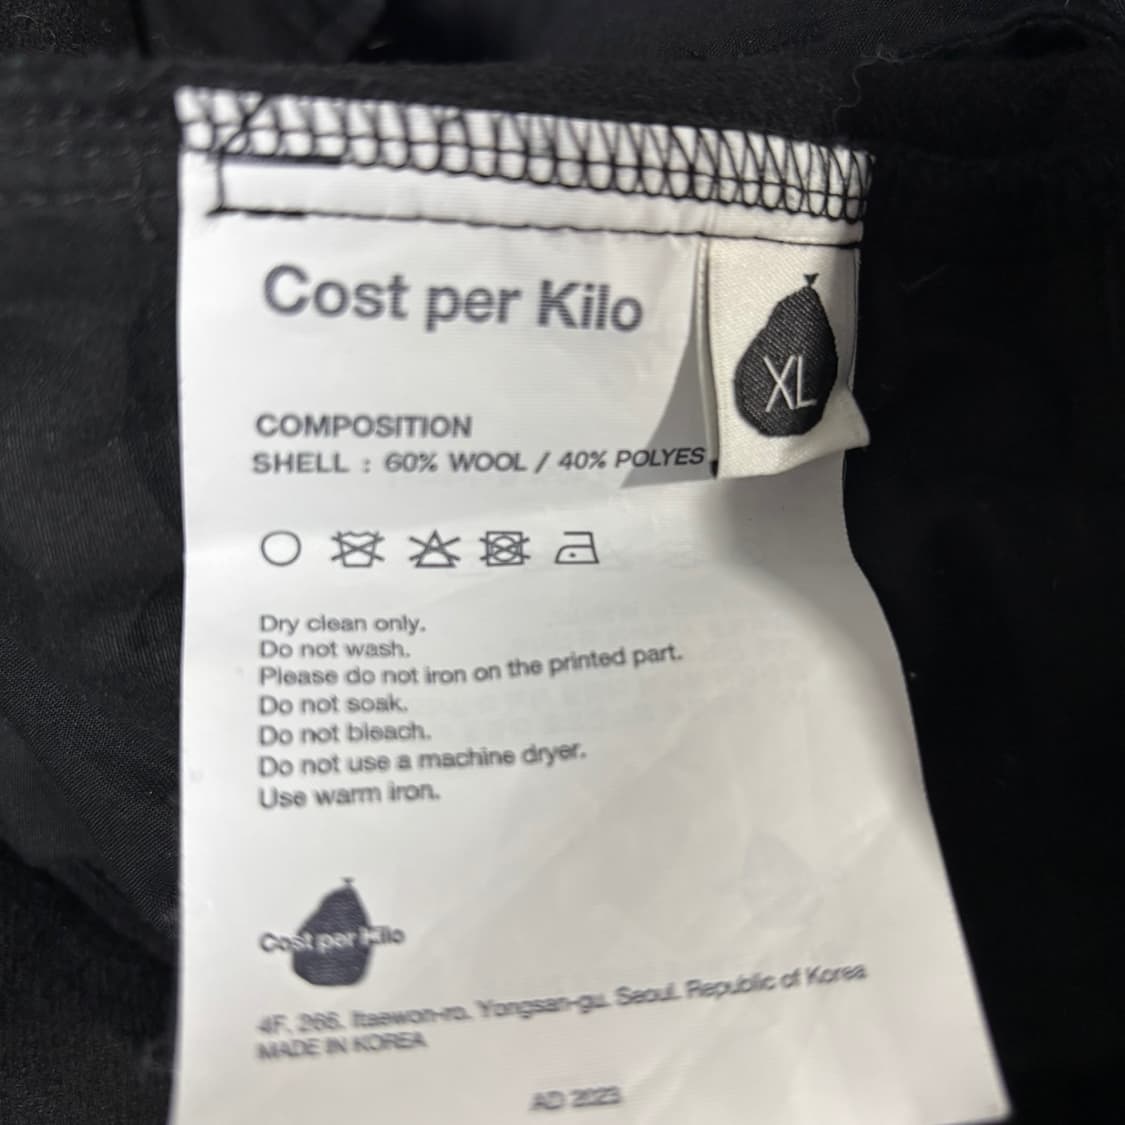 Cost per Kilo
XL
COMPOSITION
SHELL : 60% WOOL / 40% POLYES
Dry clean only.
Do not wash.
Please do not iron on the printed part.
Do not soak.
Do not bleach.
Do not use a machine dryer.
Use warm iron.
Cost per Kilo
4F, 266, Itaewon-ro, Yongsan-gu, Seoul, Republic of Korea
MADE IN KOREA
AD 2023